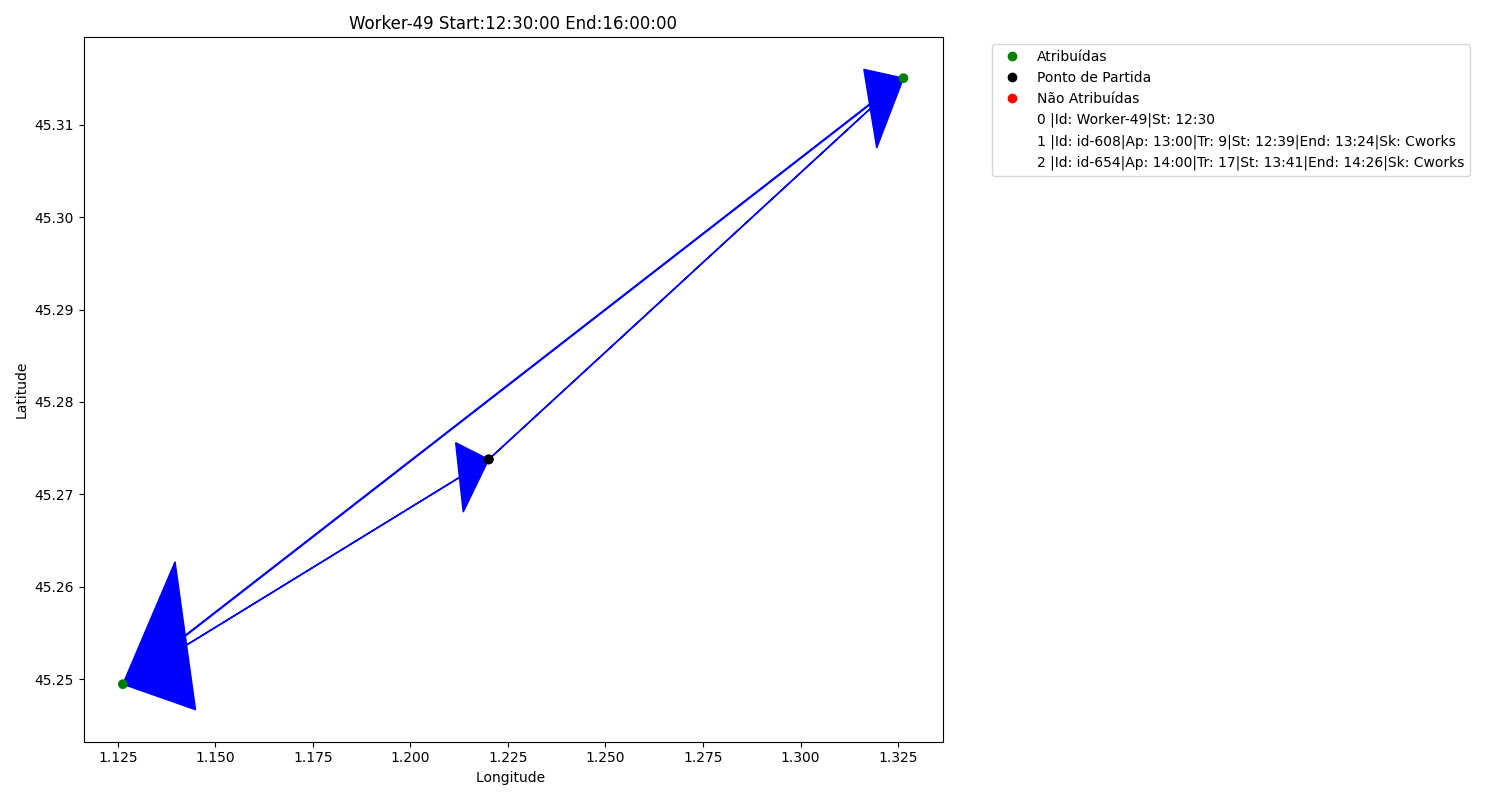 Worker-49 Start:12:30:00 End:16:00:00
Atribuídas
Ponto de Partida
Não Atribuídas
0 |Id: Worker-49|St: 12:30
1 |Id: id-608|Ap: 13:00|Tr: 9|St: 12:39|End: 13:24|Sk: Cworks
2 |Id: id-654|Ap: 14:00|Tr: 17|St: 13:41|End: 14:26|Sk: Cworks
Latitude
45.31
45.30
45.29
45.28
45.27
45.26
45.25
1.125 1.150 1.175 1.200 1.225 1.250 1.275 1.300 1.325
Longitude